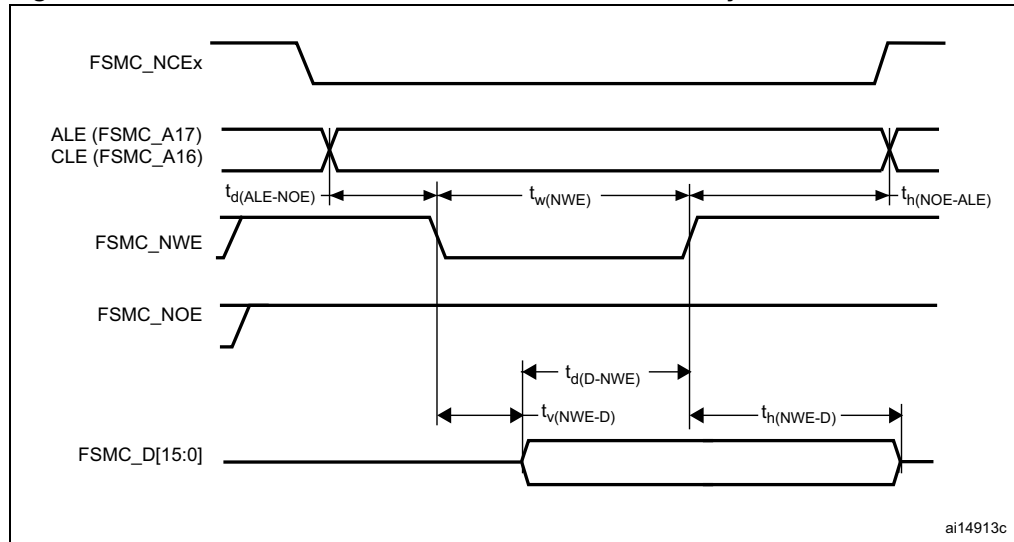 FSMC_NCEx
ALE (FSMC_A17)
CLE (FSMC_A16)
td(ALE-NOE)
tw(NWE)
th(NOE-ALE)
FSMC_NWE
FSMC_NOE
td(D-NWE)
tv(NWE-D)
th(NWE-D)
FSMC_D[15:0]
ai14913c